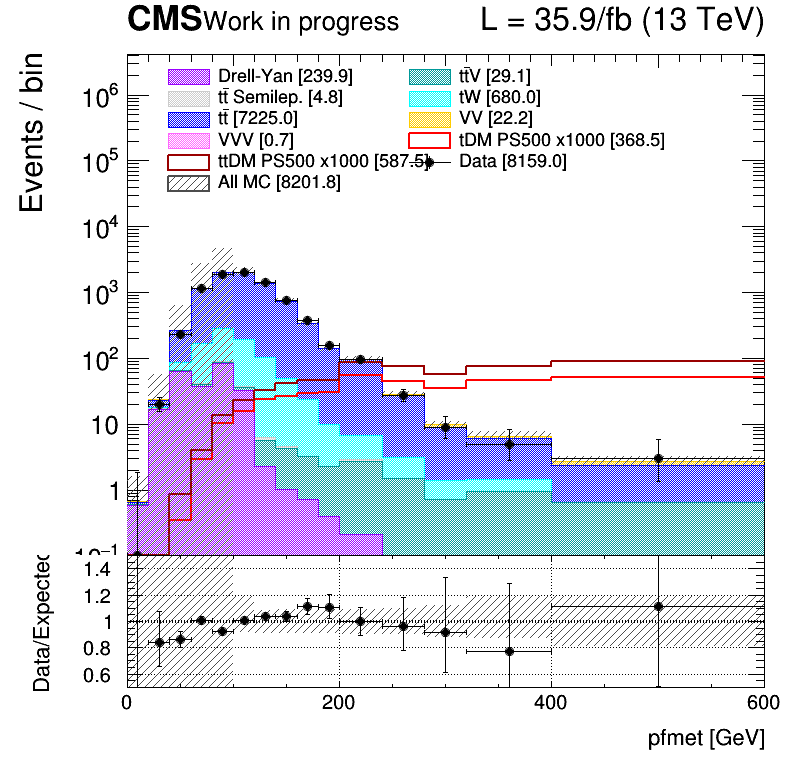 CMS Work in progress L = 35.9/fb (13 TeV)
Events / bin
Drell-Yan [239.9] tt̄V [29.1]
tt̄ Semilep. [4.8] tW [680.0]
tt̄ [7225.0] VV [22.2]
VVV [0.7] tDM PS500 x1000 [368.5]
ttDM PS500 x1000 [587.5] Data [8159.0]
All MC [8201.8]
10⁶
10⁵
10⁴
10³
10²
10
1
10⁻¹
Data/Expected
1.4
1.2
1
0.8
0.6
0 200 400 600
pfmet [GeV]